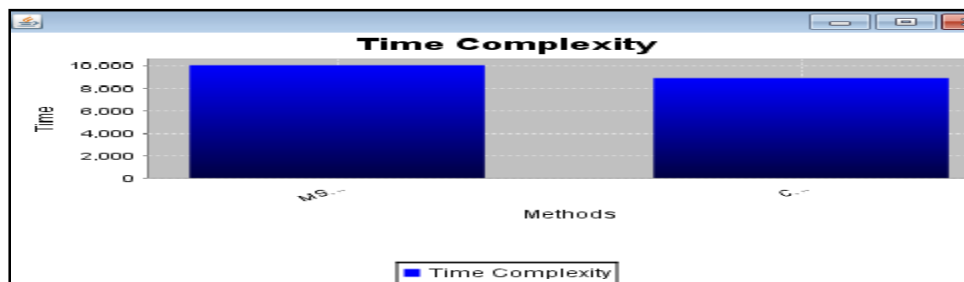 Time Complexity
10,000
8,000
6,000
4,000
2,000
0
Time
MS...
C...
Methods
Time Complexity